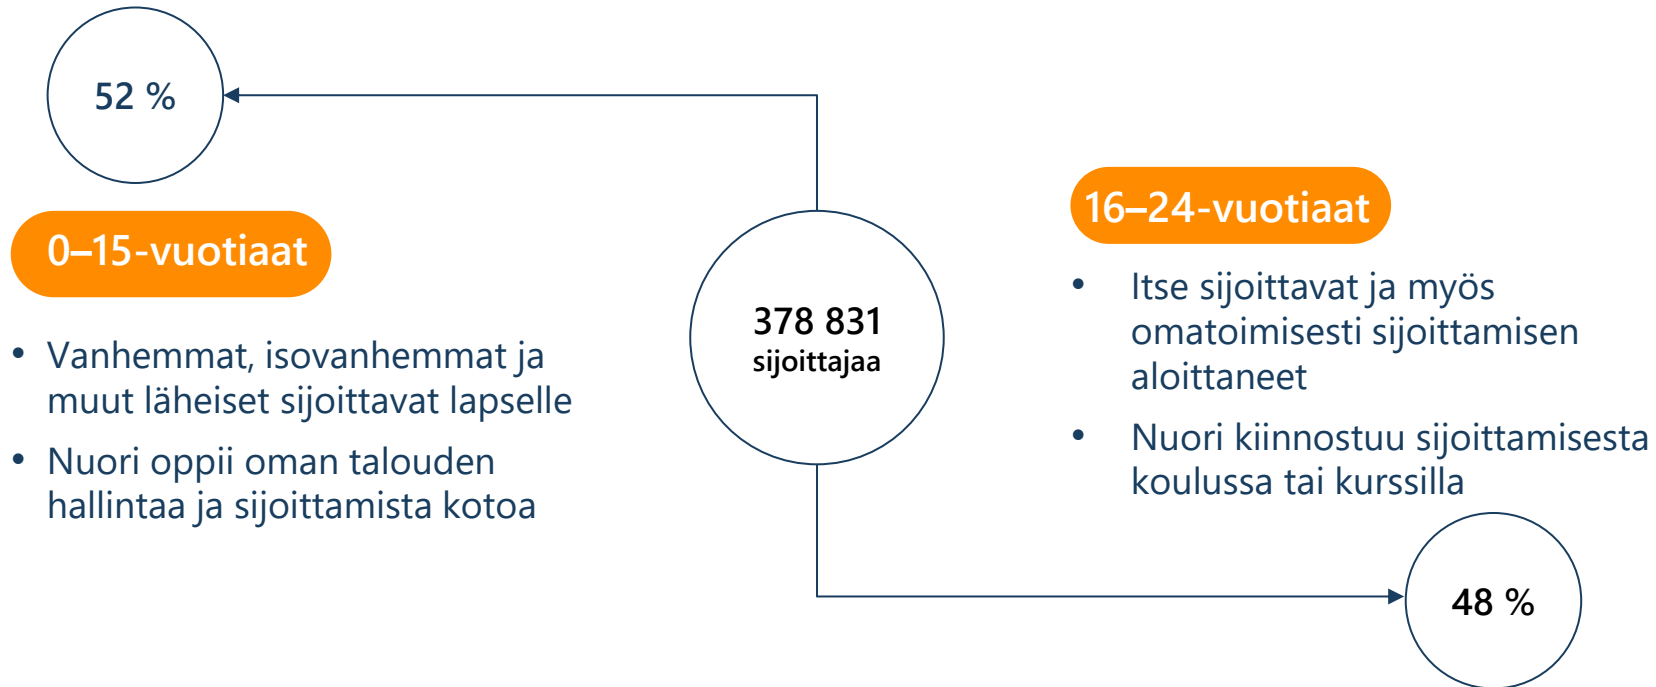 52 %
0–15-vuotiaat
• Vanhemmat, isovanhemmat ja
muut läheiset sijoittavat lapselle
• Nuori oppii oman talouden
hallintaa ja sijoittamista kotoa
378 831
sijoittajaa
16–24-vuotiaat
• Itse sijoittavat ja myös
omatoimisesti sijoittamisen
aloittaneet
• Nuori kiinnostuu sijoittamisesta
koulussa tai kurssilla
48 %